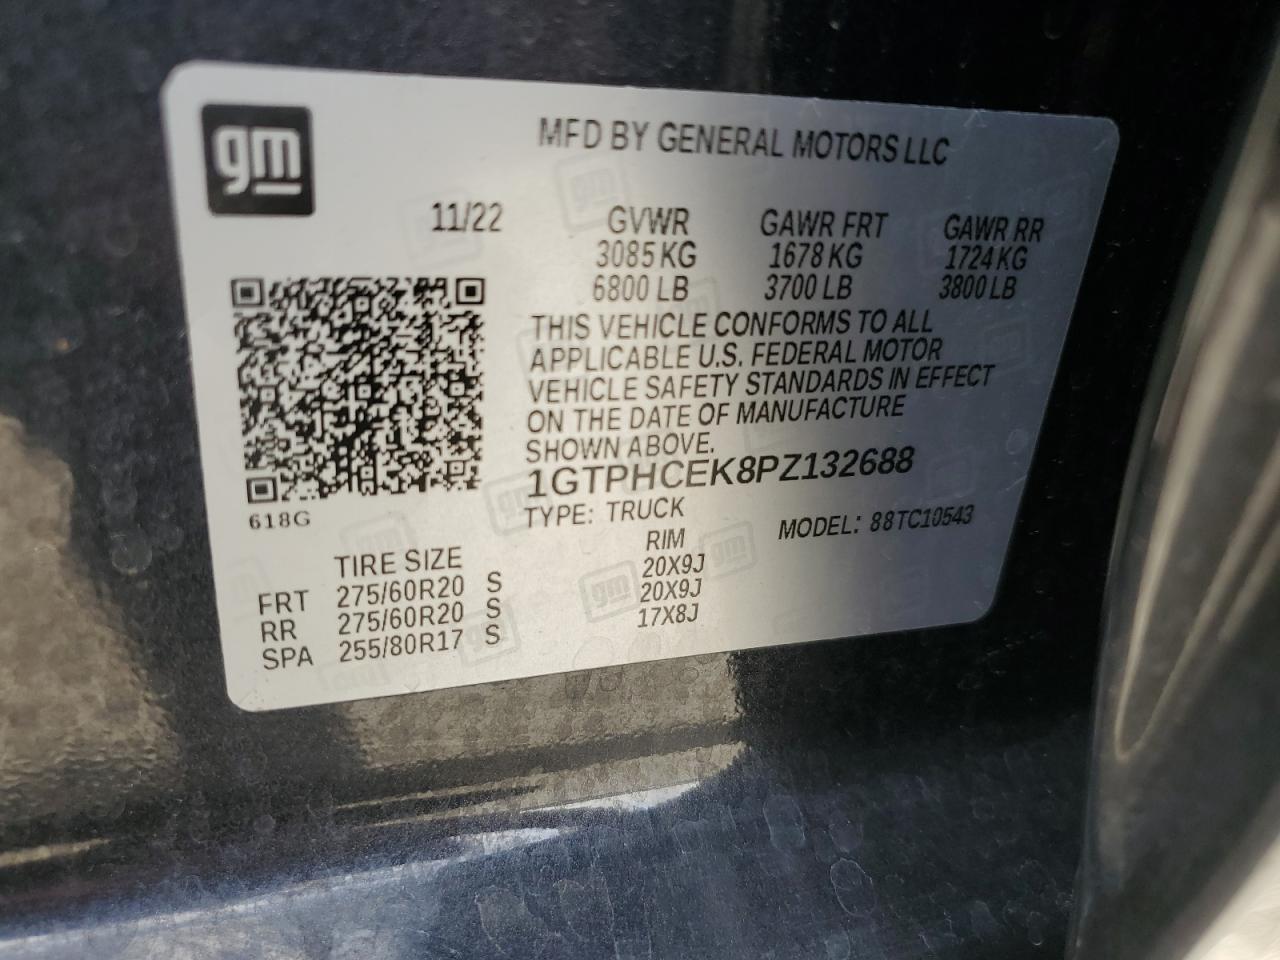 gm
MFD BY GENERAL MOTORS LLC
11/22 GVWR GAWR FRT GAWR RR
3085 KG 1678 KG 1724 KG
6800 LB 3700 LB 3800 LB
THIS VEHICLE CONFORMS TO ALL
APPLICABLE U.S. FEDERAL MOTOR
VEHICLE SAFETY STANDARDS IN EFFECT
ON THE DATE OF MANUFACTURE
SHOWN ABOVE.
1GTPHCEK8PZ132688
618G
TYPE: TRUCK MODEL: 88TC10543
TIRE SIZE RIM
FRT 275/60R20 S 20X9J
RR 275/60R20 S 20X9J
SPA 255/80R17 S 17X8J